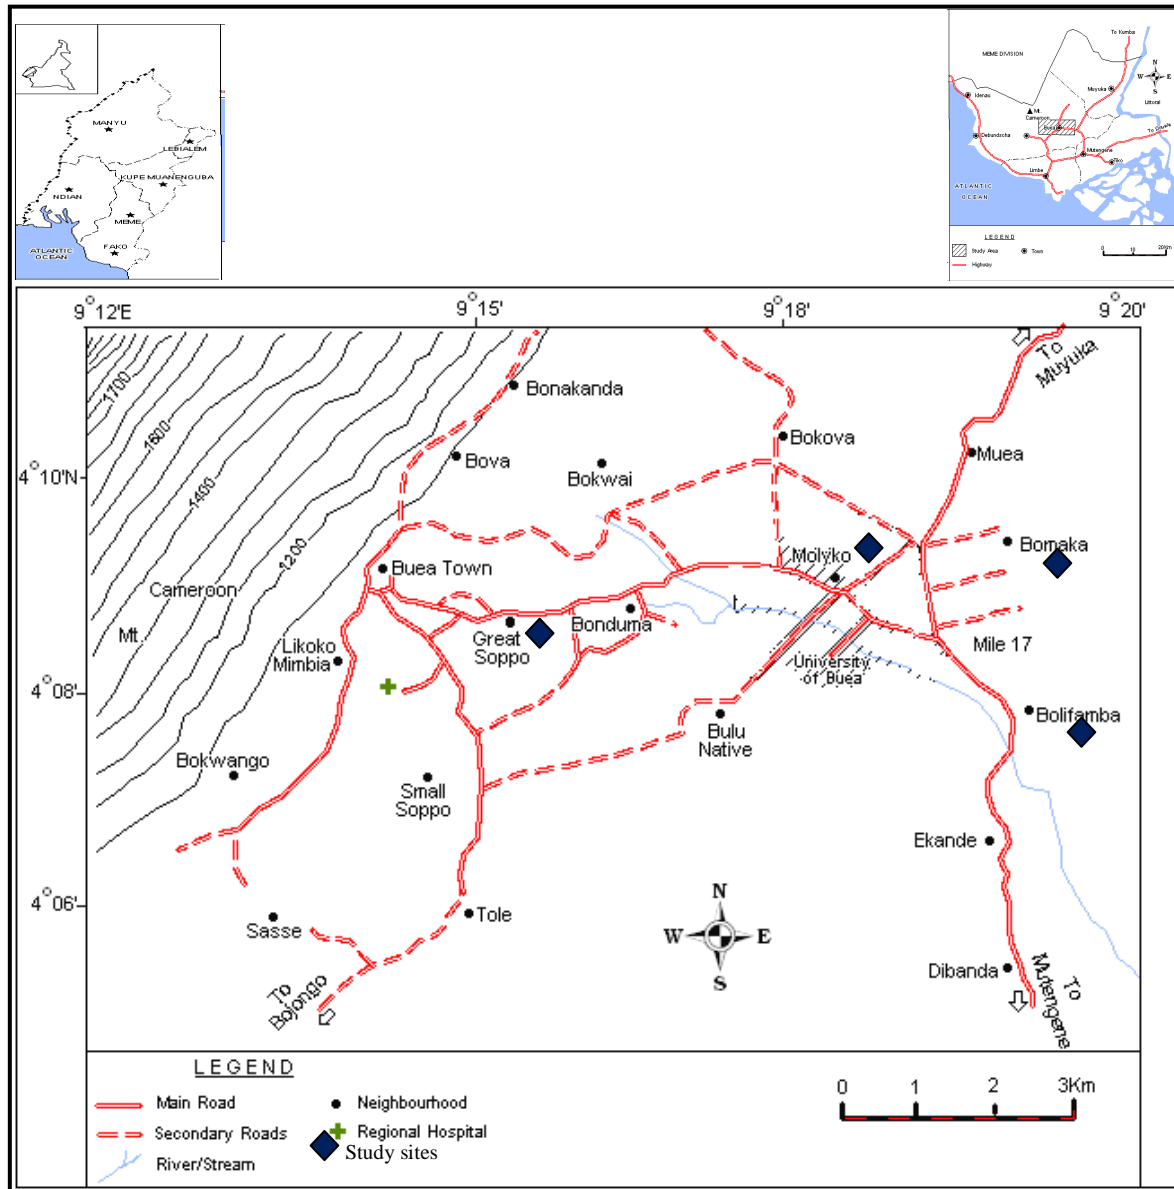 MANYU
LEBIALEM
KUPE MUANENGUBA
NDIAN
MEME
FAKO
ATLANTIC
OCEAN
To Kumba
MEME DIVISION
N
W E
S
Idenau
Muyuka
Littoral
Mt.
Cameroon
Buea
Debundscha
Mutengene
Tiko
Limbe
ATLANTIC
OCEAN
LEGEND
Study Area
Town
Highway
0 10 20Km
9°12'E 9°15' 9°18' 9°20'
To
Muyuka
1700
1600
1400
1200
Bonakanda
Bokova
Muea
Bova
Bokwai
4°10'N
Molyko
Bomaka
Buea Town
Cameroon
Mt.
Great
Soppo
Bonduma
Likoko
Mimbia
Mile 17
University
of Buea
4°08'
Bolifamba
Bulu
Native
Bokwango
Small
Soppo
Ekande
4°06'
Sasse
Tole
N
W E
S
Dibanda
To
Bojongo
To
Mutengene
LEGEND
Main Road
Neighbourhood
Secondary Roads
Regional Hospital
Study sites
River/Stream
0 1 2 3Km